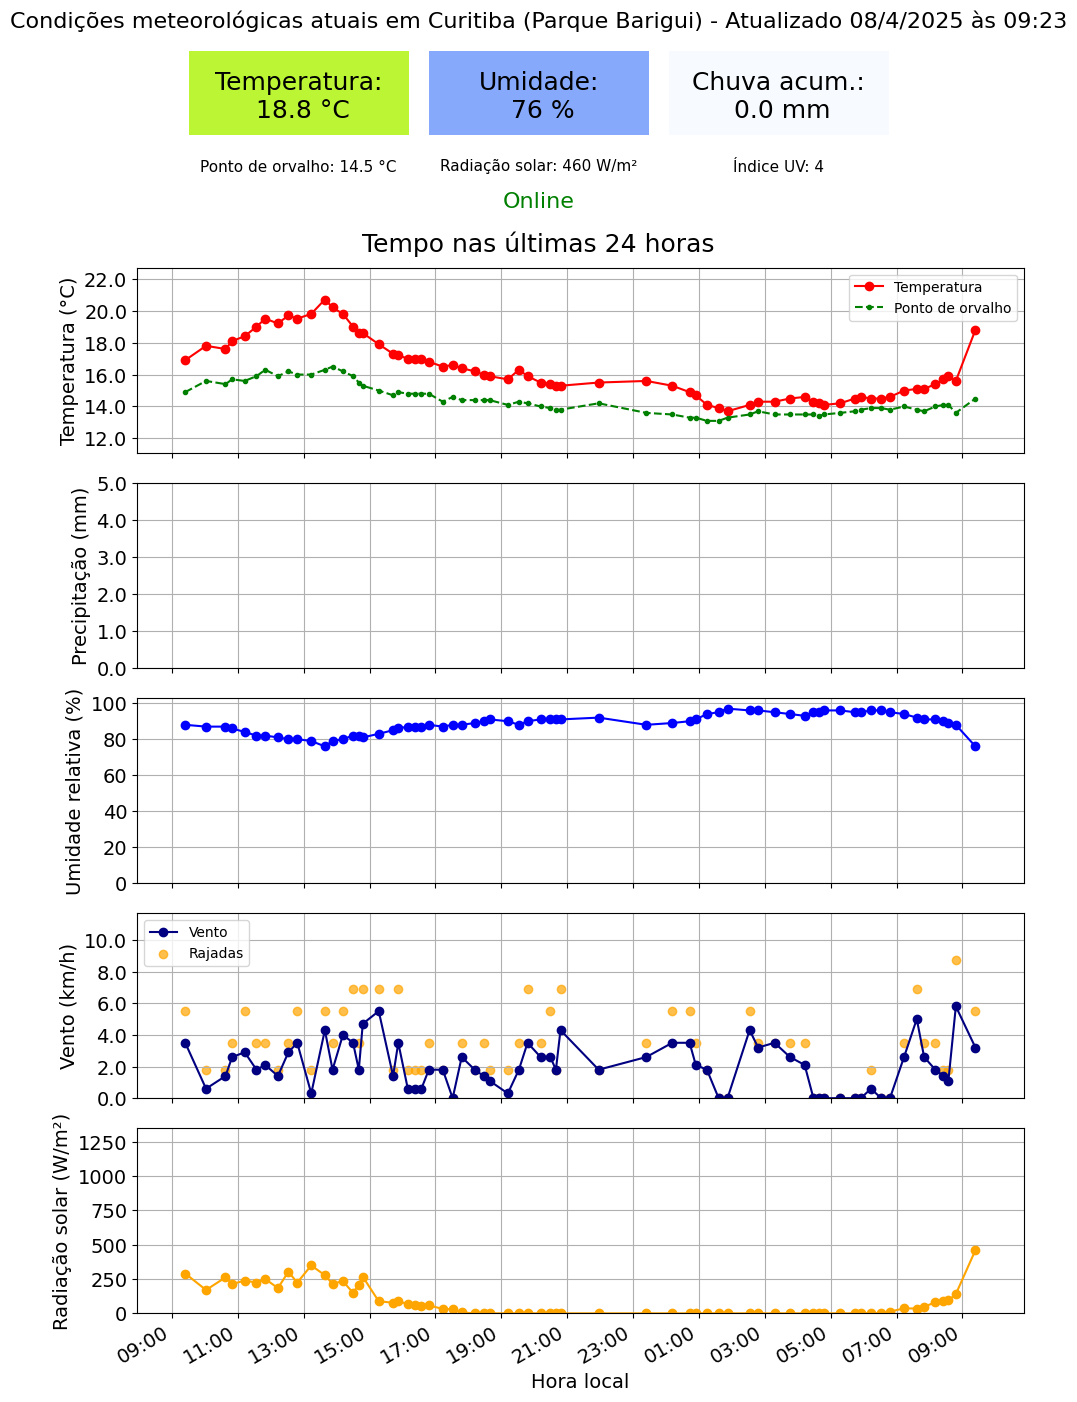 Condições meteorológicas atuais em Curitiba (Parque Barigui) - Atualizado 08/4/2025 às 09:23
Temperatura:
18.8 °C
Umidade:
76 %
Chuva acum.:
0.0 mm
Ponto de orvalho: 14.5 °C
Radiação solar: 460 W/m²
Índice UV: 4
Online
Tempo nas últimas 24 horas
Temperatura (°C)
22.0
20.0
18.0
16.0
14.0
12.0
Temperatura
Ponto de orvalho
Precipitação (mm)
5.0
4.0
3.0
2.0
1.0
0.0
Umidade relativa (%)
100
80
60
40
20
0
Vento (km/h)
10.0
8.0
6.0
4.0
2.0
0.0
Vento
Rajadas
Radiação solar (W/m²)
1250
1000
750
500
250
0
09:00
11:00
13:00
15:00
17:00
19:00
21:00
23:00
01:00
03:00
05:00
07:00
09:00
Hora local